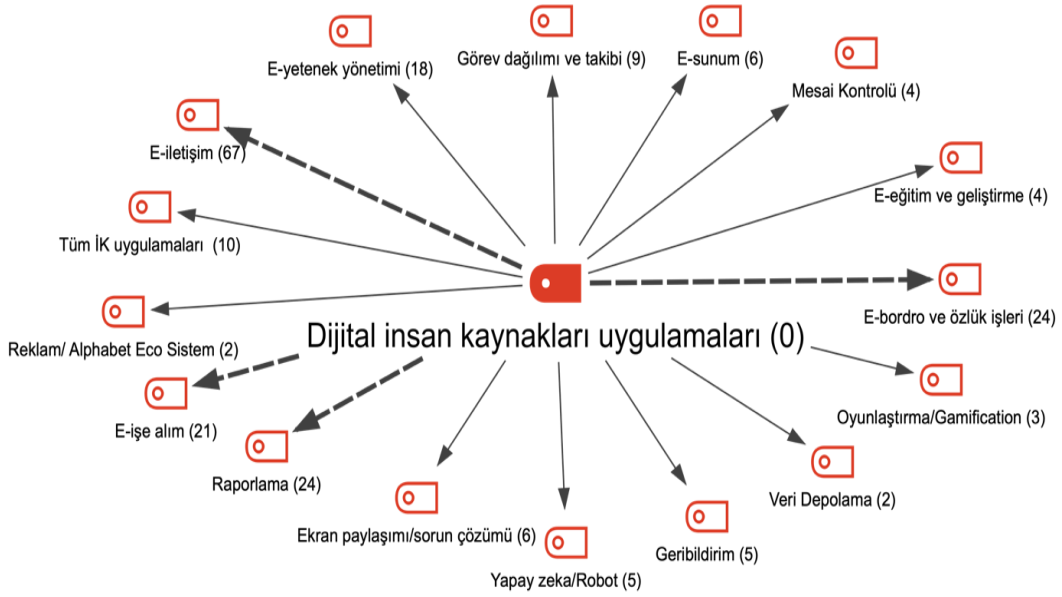 E-yetenek yönetimi (18)
Görev dağılımı ve takibi (9)
E-sunum (6)
Mesai Kontrolü (4)
E-iletişim (67)
E-eğitim ve geliştirme (4)
Tüm İK uygulamaları (10)
E-bordro ve özlük işleri (24)
Dijital insan kaynakları uygulamaları (0)
Reklam/ Alphabet Eco Sistem (2)
E-işe alım (21)
Oyunlaştırma/Gamification (3)
Raporlama (24)
Veri Depolama (2)
Ekran paylaşımı/sorun çözümü (6)
Geribildirim (5)
Yapay zeka/Robot (5)